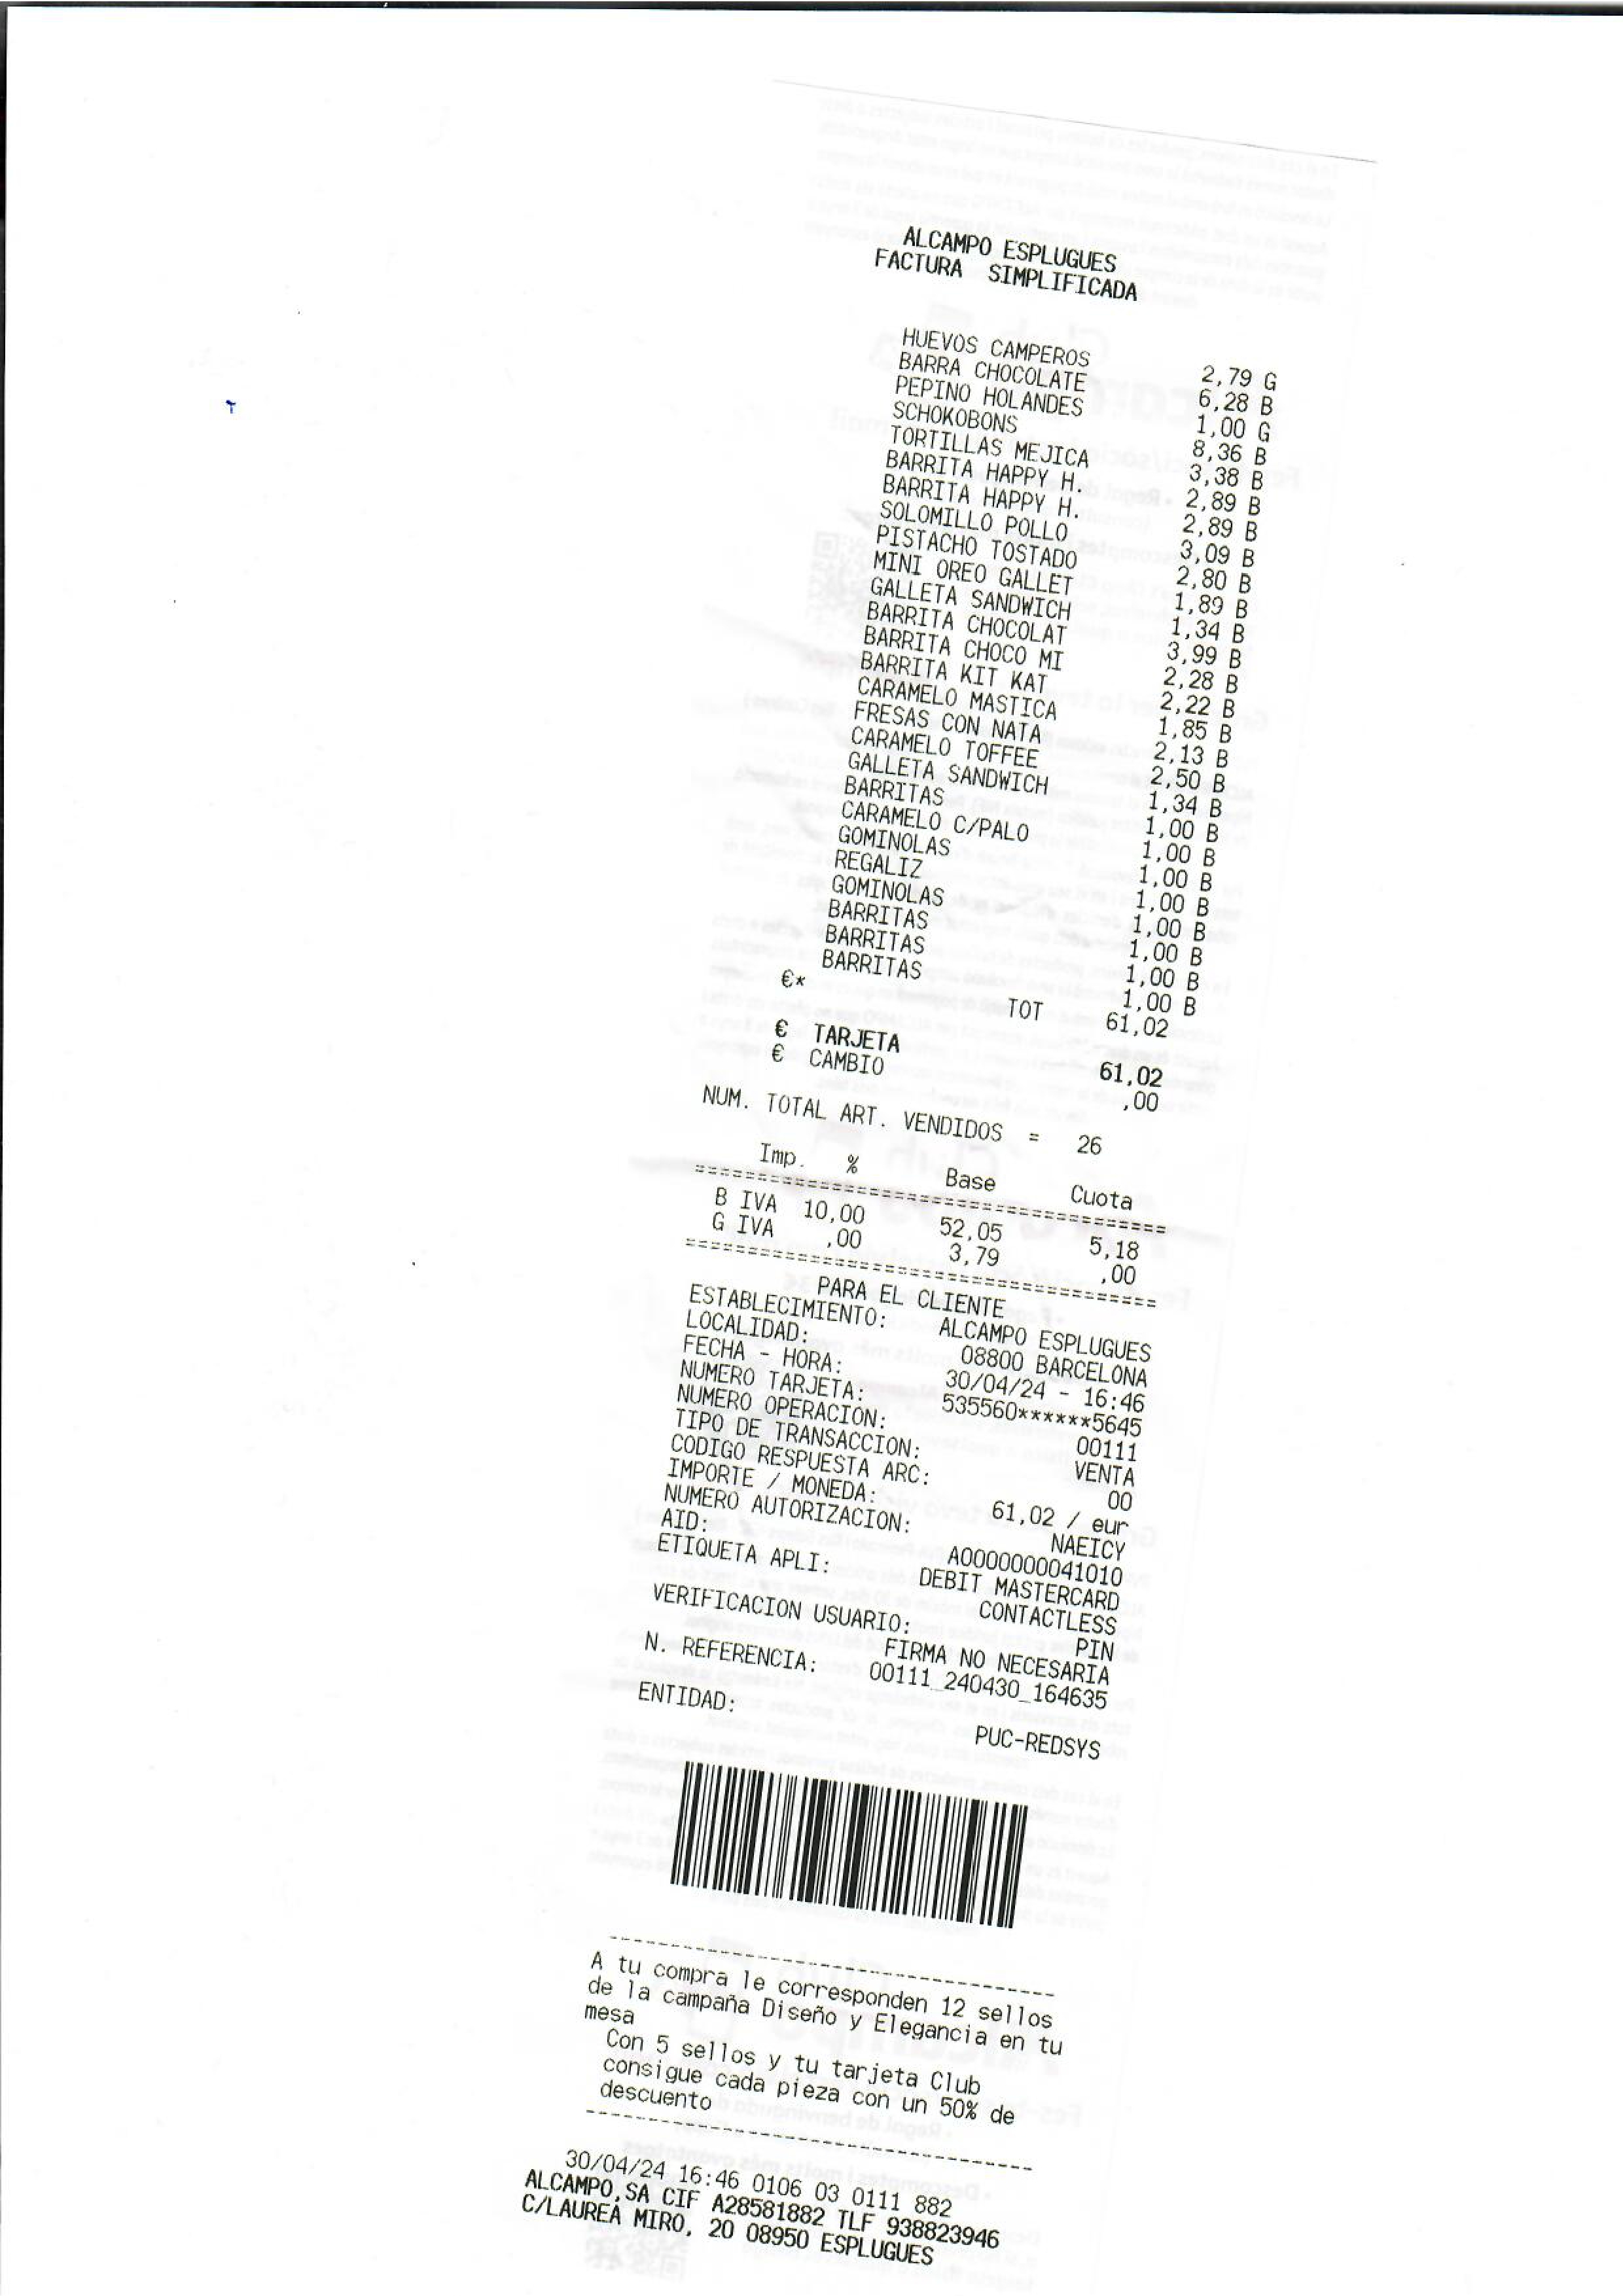 ALCAMPO ESPLUGUES
FACTURA SIMPLIFICADA
HUEVOS CAMPEROS 2,79 G
BARRA CHOCOLATE 6,28 B
PEPINO HOLANDES 1,00 G
SCHOKOBONS 8,36 B
TORTILLAS MEJICA 3,38 B
BARRITA HAPPY H. 2,89 B
BARRITA HAPPY H. 2,89 B
SOLOMILLO POLLO 3,09 B
PISTACHO TOSTADO 2,80 B
MINI OREO GALLET 1,89 B
GALLETA SANDWICH 1,34 B
BARRITA CHOCOLAT 3,99 B
BARRITA CHOCO MI 2,28 B
BARRITA KIT KAT 2,22 B
CARAMELO MASTICA 1,85 B
FRESAS CON NATA 2,13 B
CARAMELO TOFFEE 2,50 B
GALLETA SANDWICH 1,34 B
BARRITAS 1,00 B
CARAMELO C/PALO 1,00 B
GOMINOLAS 1,00 B
REGALIZ 1,00 B
GOMINOLAS 1,00 B
BARRITAS 1,00 B
BARRITAS 1,00 B
BARRITAS 1,00 B
€* TOT 61,02
€ TARJETA 61,02
€ CAMBIO ,00
NUM. TOTAL ART. VENDIDOS = 26
Imp. % Base Cuota
=====================================
B IVA 10,00 52,05 5,18
G IVA ,00 3,79 ,00
=====================================
PARA EL CLIENTE
ESTABLECIMIENTO: ALCAMPO ESPLUGUES
LOCALIDAD: 08800 BARCELONA
FECHA - HORA: 30/04/24 - 16:46
NUMERO TARJETA: 535560******5645
NUMERO OPERACION: 00111
TIPO DE TRANSACCION: VENTA
CODIGO RESPUESTA ARC: 00
IMPORTE / MONEDA: 61,02 / eur
NUMERO AUTORIZACION: NAEICY
AID: A0000000041010
ETIQUETA APLI: DEBIT MASTERCARD
CONTACTLESS
VERIFICACION USUARIO: PIN
FIRMA NO NECESARIA
N. REFERENCIA: 00111_240430_164635
ENTIDAD: PUC-REDSYS
------------------------------------
A tu compra le corresponden 12 sellos
de la campaña Diseño y Elegancia en tu
mesa
Con 5 sellos y tu tarjeta Club
consigue cada pieza con un 50% de
descuento
------------------------------------
30/04/24 16:46 0106 03 0111 882
ALCAMPO,SA CIF A28581882 TLF 938823946
C/LAUREA MIRO, 20 08950 ESPLUGUES